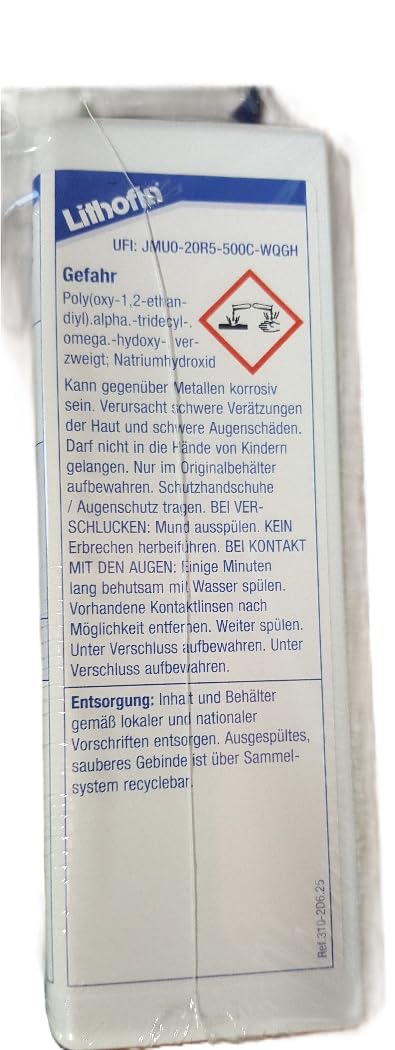 Lithofin
UFI: JMU0-20R5-500C-WQGH
Gefahr
Poly(oxy-1,2-ethan-
diyl).alpha.-tridecyl-.
omega.-hydoxy- ver-
zweigt; Natriumhydroxid
Kann gegenüber Metallen korrosiv
sein. Verursacht schwere Verätzungen
der Haut und schwere Augenschäden.
Darf nicht in die Hände von Kindern
gelangen. Nur im Originalbehälter
aufbewahren. Schutzhandschuhe
/ Augenschutz tragen. BEI VER-
SCHLUCKEN: Mund ausspülen. KEIN
Erbrechen herbeiführen. BEI KONTAKT
MIT DEN AUGEN: Einige Minuten
lang behutsam mit Wasser spülen.
Vorhandene Kontaktlinsen nach
Möglichkeit entfernen. Weiter spülen.
Unter Verschluss aufbewahren. Unter
Verschluss aufbewahren.
Entsorgung: Inhalt und Behälter
gemäß lokaler und nationaler
Vorschriften entsorgen. Ausgespültes,
sauberes Gebinde ist über Sammel-
system recyclebar.
Ref.310-2D6.25